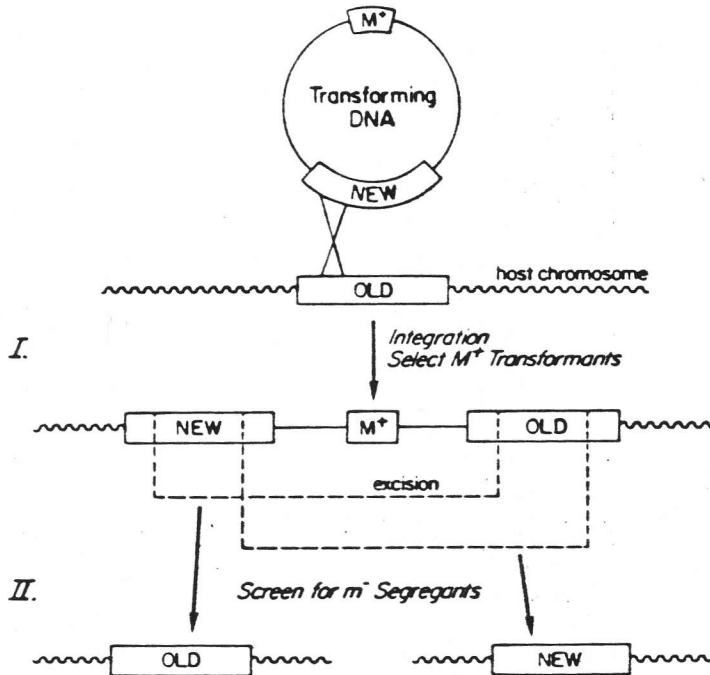 M⁺
Transforming
DNA
NEW
host chromosome
OLD
I.
Integration
Select M⁺ Transformants
NEW
M⁺
OLD
excision
II.
Screen for m⁻ Segregants
OLD
NEW